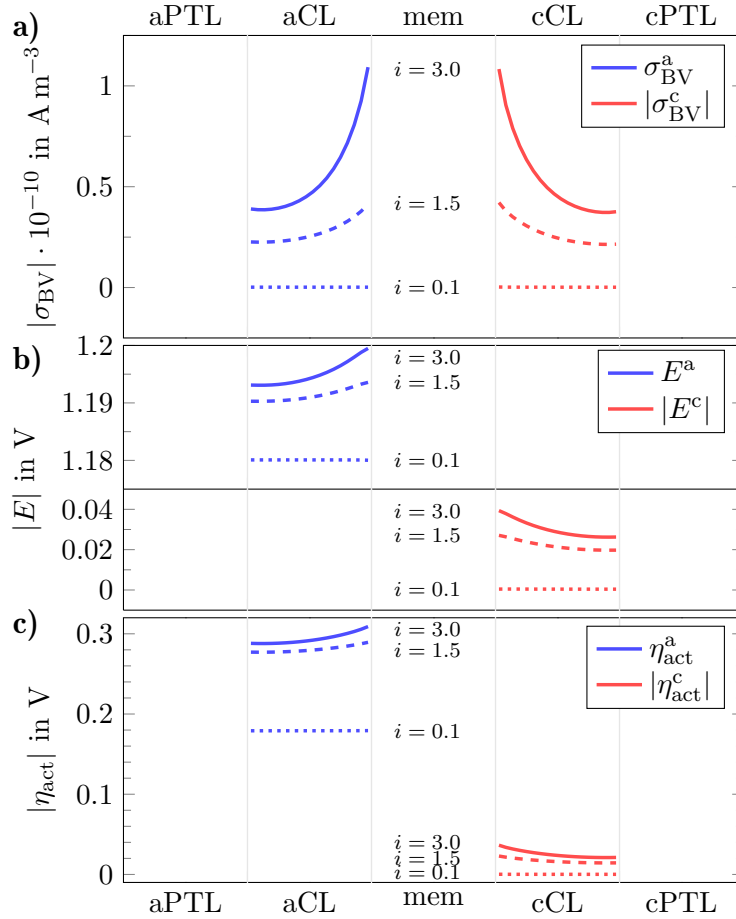 a)
aPTL aCL mem cCL cPTL
|σ_BV| · 10^−10 in A m^−3
1
0.5
0
i = 3.0
i = 1.5
i = 0.1
σ^a_BV
|σ^c_BV|
b)
|E| in V
1.2
1.19
1.18
i = 3.0
i = 1.5
i = 0.1
E^a
|E^c|
0.04
0.02
0
i = 3.0
i = 1.5
i = 0.1
c)
|η_act| in V
0.3
0.2
0.1
0
i = 3.0
i = 1.5
i = 0.1
η^a_act
|η^c_act|
i = 3.0
i = 1.5
i = 0.1
aPTL aCL mem cCL cPTL